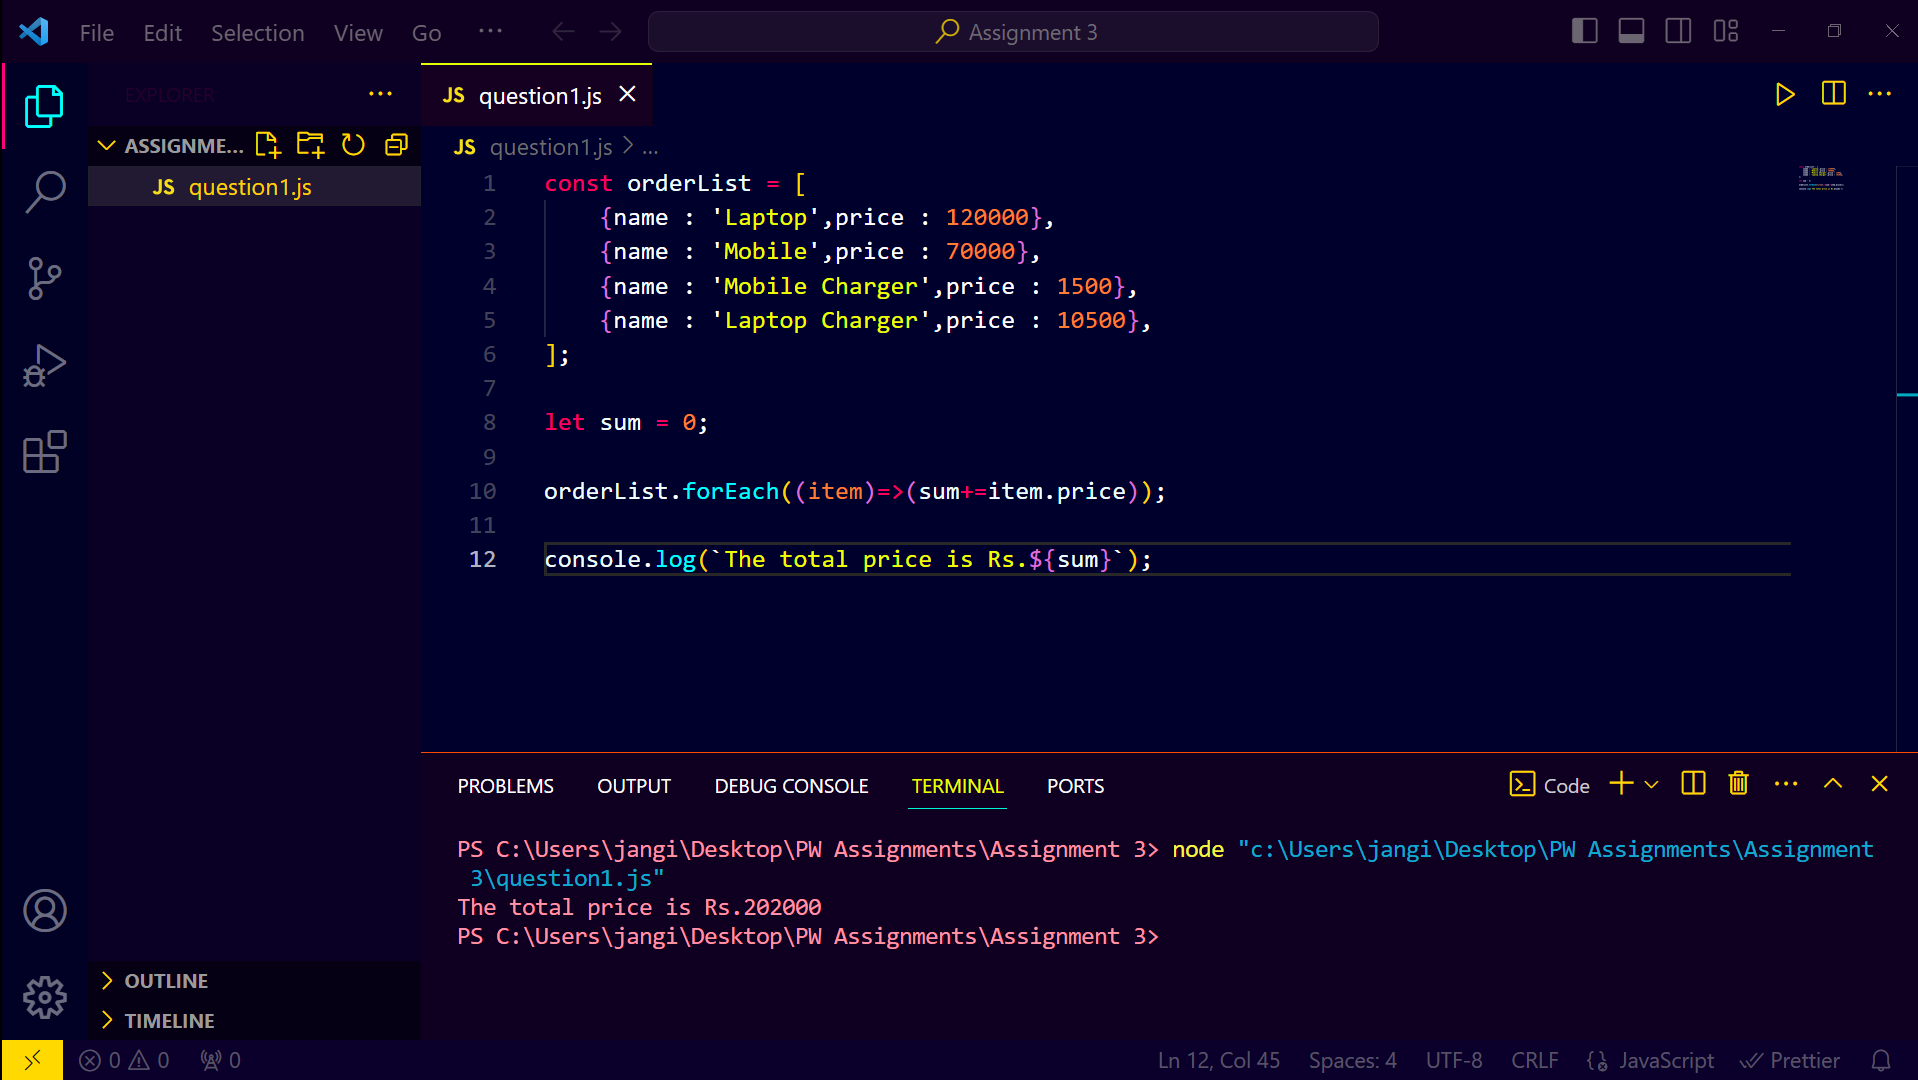 File Edit Selection View Go ··· Assignment 3
EXPLORER ···
JS question1.js
ASSIGNME...
JS question1.js > ...
JS question1.js
1 const orderList = [
2 {name : 'Laptop',price : 120000},
3 {name : 'Mobile',price : 70000},
4 {name : 'Mobile Charger',price : 1500},
5 {name : 'Laptop Charger',price : 10500},
6 ];
7
8 let sum = 0;
9
10 orderList.forEach((item)=>(sum+=item.price));
11
12 console.log(`The total price is Rs.${sum}`);
PROBLEMS OUTPUT DEBUG CONSOLE TERMINAL PORTS Code
PS C:\Users\jangi\Desktop\PW Assignments\Assignment 3> node "c:\Users\jangi\Desktop\PW Assignments\Assignment
3\question1.js"
The total price is Rs.202000
PS C:\Users\jangi\Desktop\PW Assignments\Assignment 3>
OUTLINE
TIMELINE
0 0 0 Ln 12, Col 45 Spaces: 4 UTF-8 CRLF JavaScript Prettier